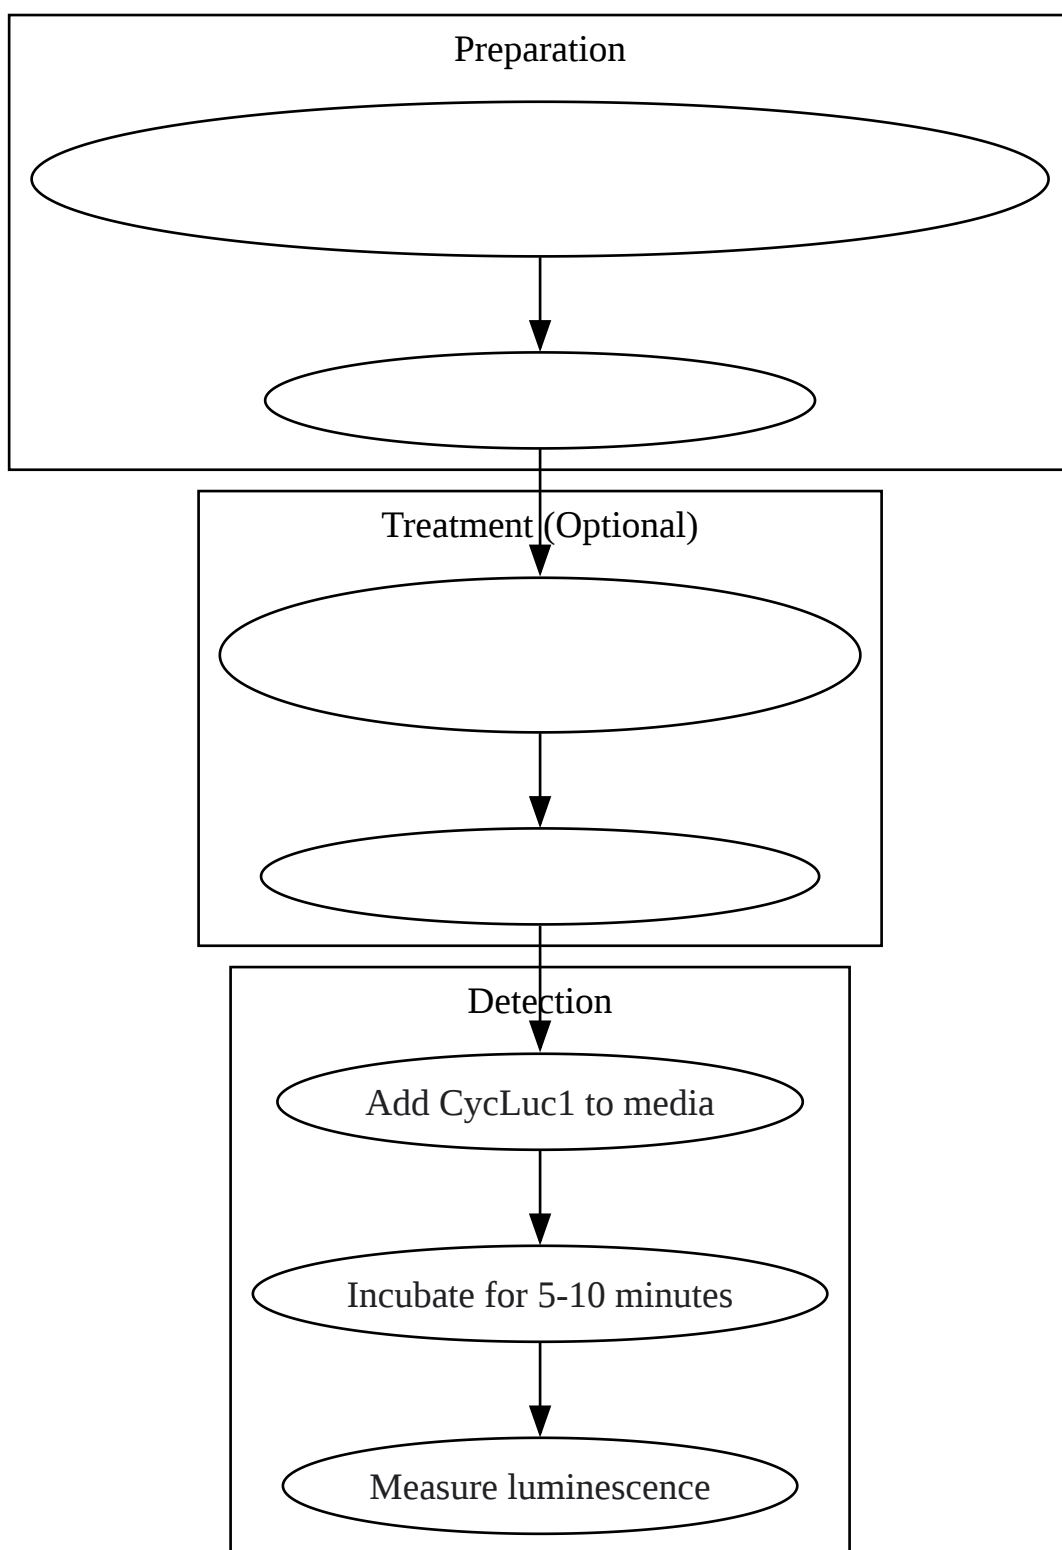 Preparation
Treatment (Optional)
Detection
Add CycLuc1 to media
Incubate for 5-10 minutes
Measure luminescence